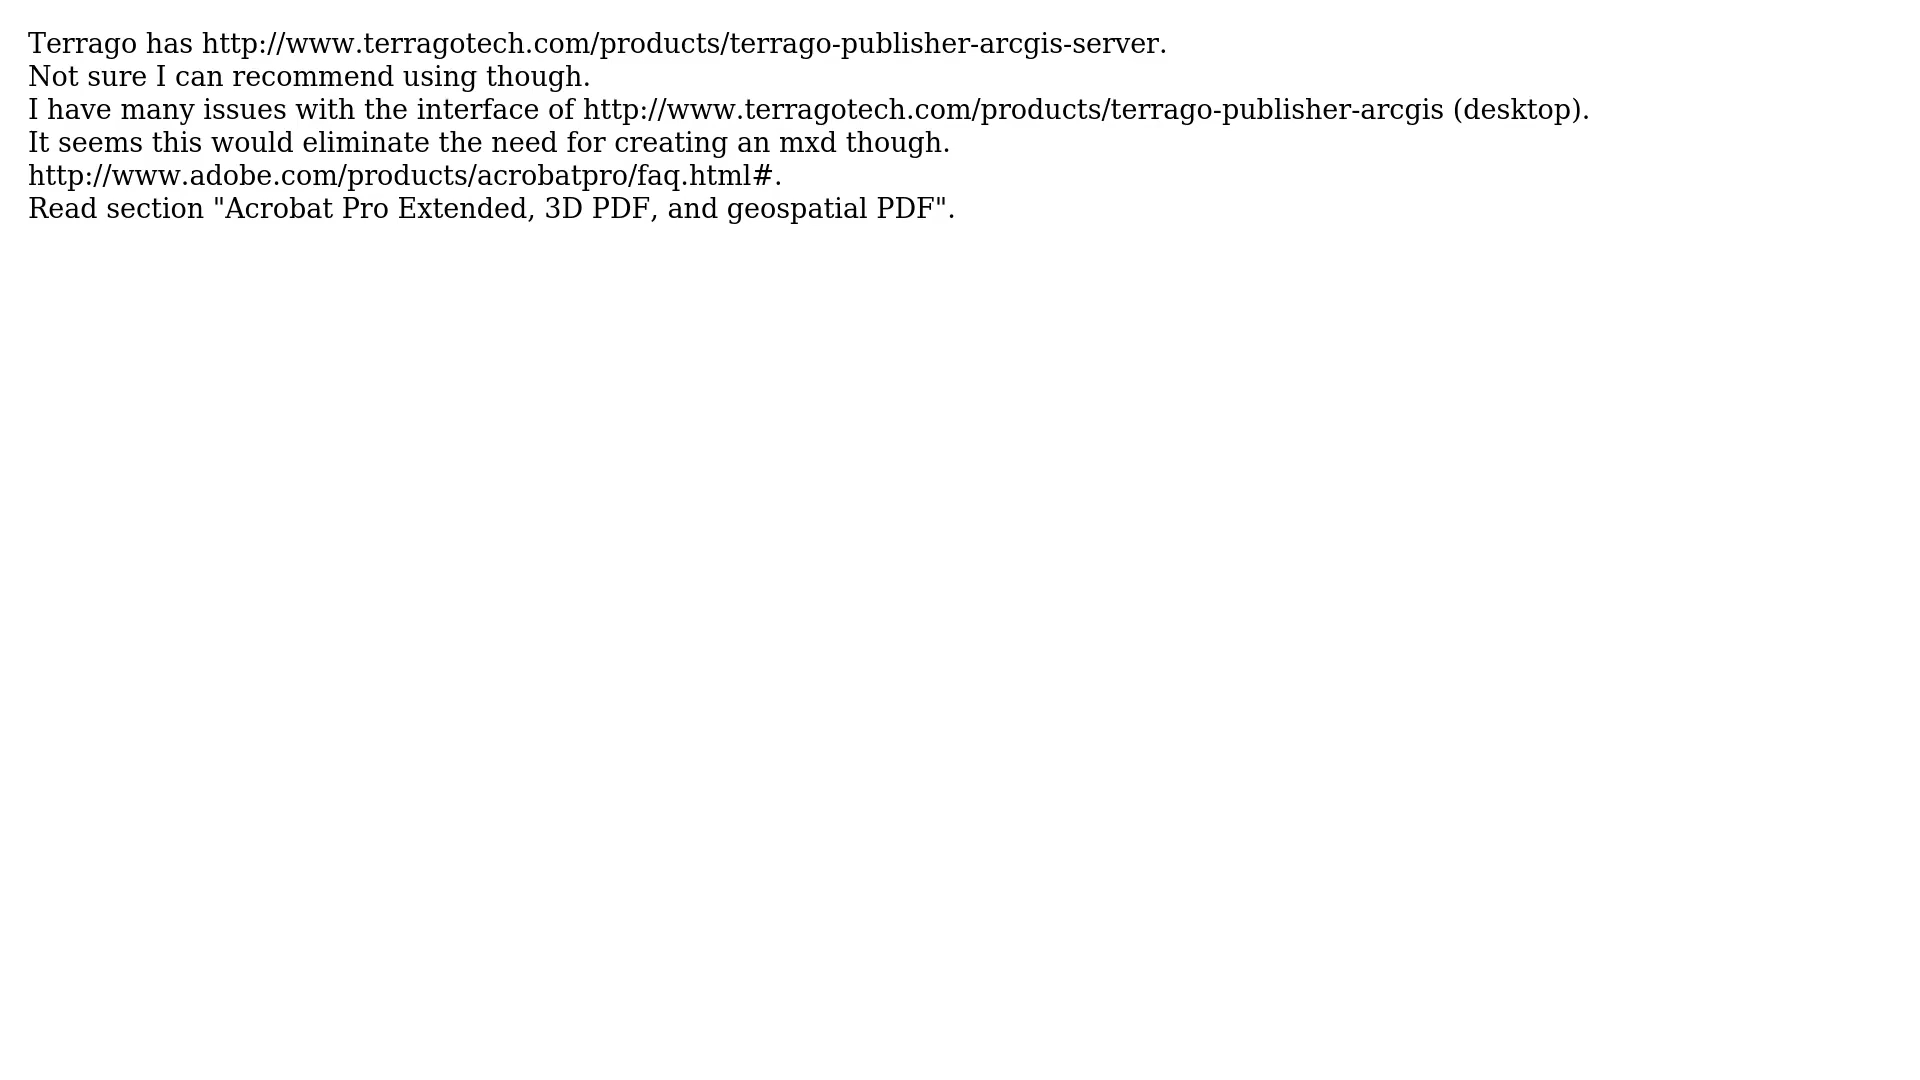 Terrago has http://www.terragotech.com/products/terrago-publisher-arcgis-server.
Not sure I can recommend using though.
I have many issues with the interface of http://www.terragotech.com/products/terrago-publisher-arcgis (desktop).
It seems this would eliminate the need for creating an mxd though.
http://www.adobe.com/products/acrobatpro/faq.html#.
Read section "Acrobat Pro Extended, 3D PDF, and geospatial PDF".